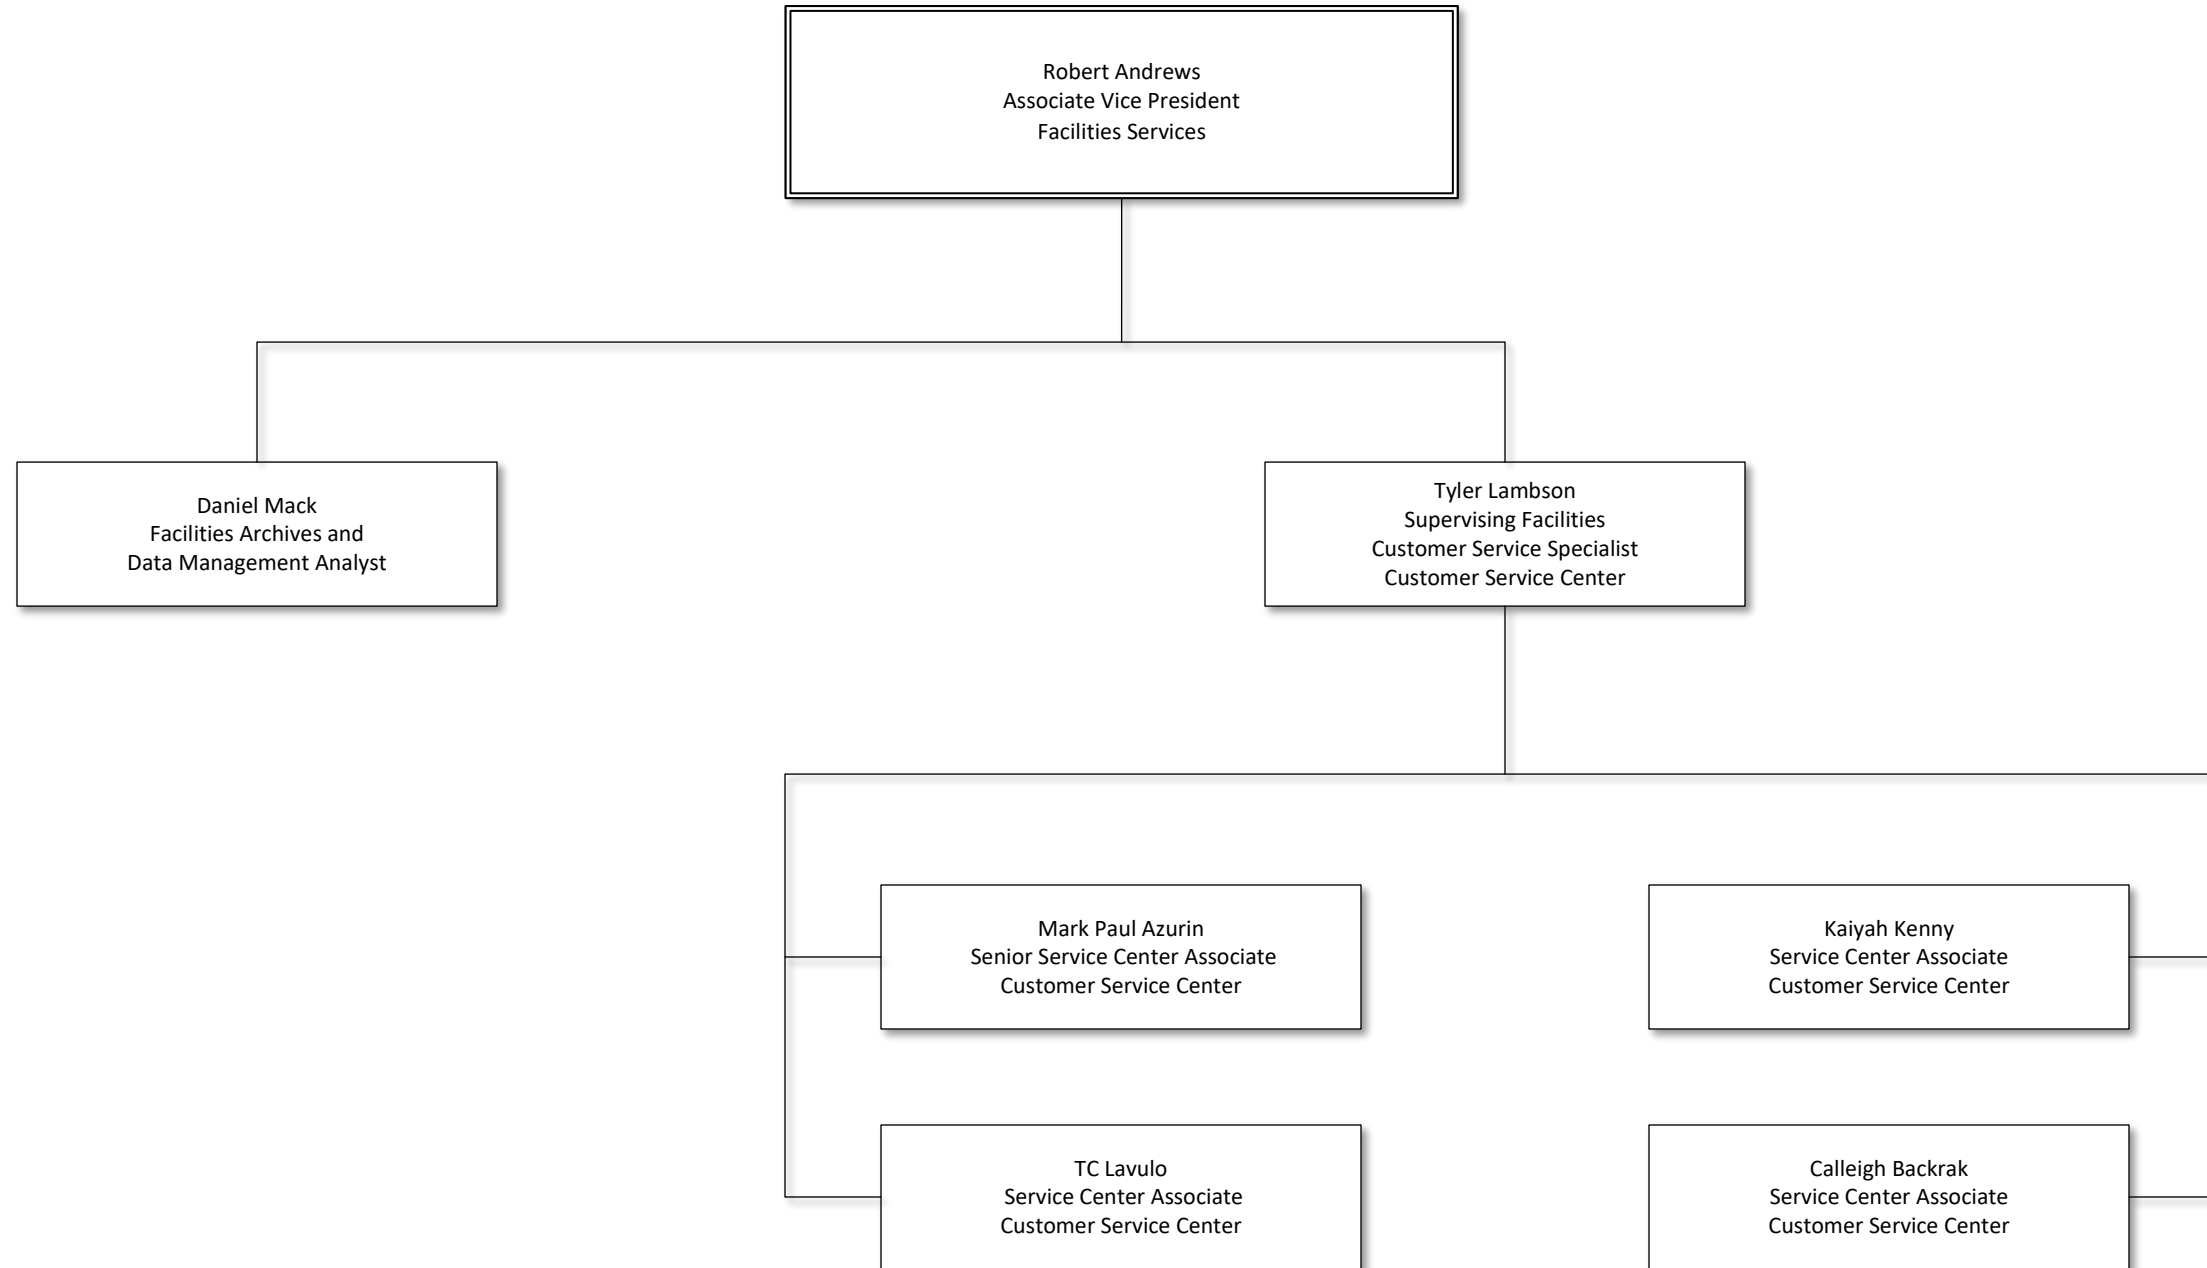 Robert Andrews
Associate Vice President
Facilities Services
Daniel Mack
Facilities Archives and
Data Management Analyst
Tyler Lambson
Supervising Facilities
Customer Service Specialist
Customer Service Center
Mark Paul Azurin
Senior Service Center Associate
Customer Service Center
Kaiyah Kenny
Service Center Associate
Customer Service Center
TC Lavulo
Service Center Associate
Customer Service Center
Calleigh Backrak
Service Center Associate
Customer Service Center